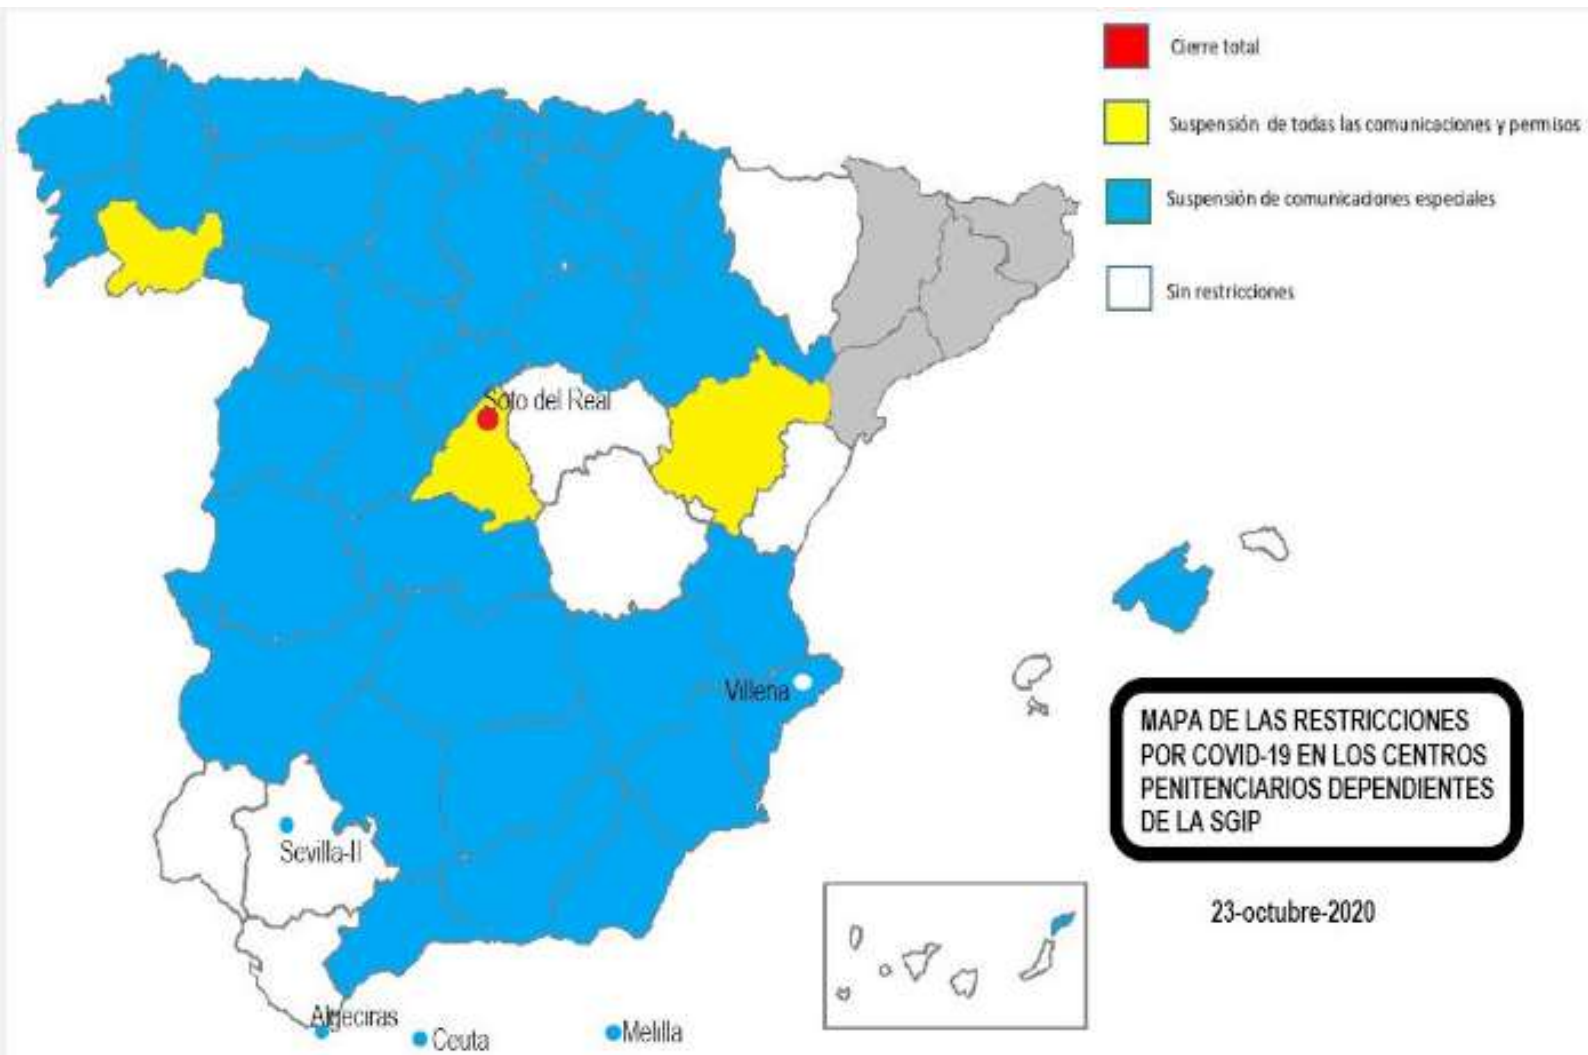 Cierre total
Suspensión de todas las comunicaciones y permisos
Suspensión de comunicaciones especiales
Sin restricciones
Soto del Real
Villena
MAPA DE LAS RESTRICCIONES
POR COVID-19 EN LOS CENTROS
PENITENCIARIOS DEPENDIENTES
DE LA SGIP
Sevilla-II
23-octubre-2020
Algeciras
Ceuta
Melilla